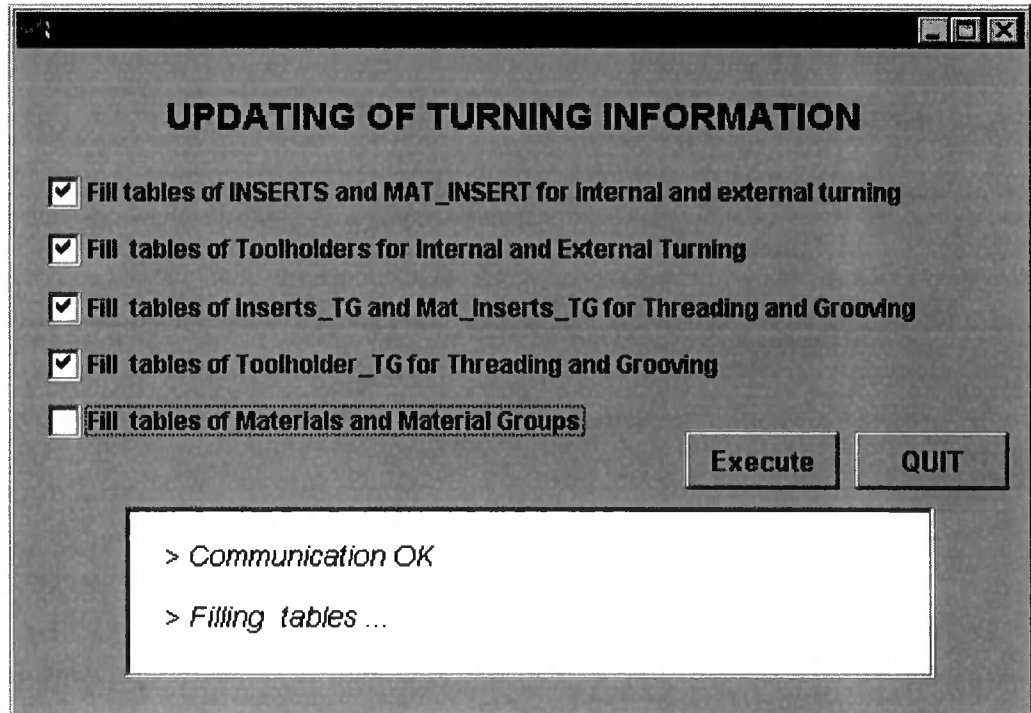 UPDATING OF TURNING INFORMATION
Fill tables of INSERTS and MAT_INSERT for internal and external turning
Fill tables of Toolholders for Internal and External Turning
Fill tables of Inserts_TG and Mat_Inserts_TG for Threading and Grooving
Fill tables of Toolholder_TG for Threading and Grooving
Fill tables of Materials and Material Groups
Execute QUIT
> Communication OK
> Filling tables ...